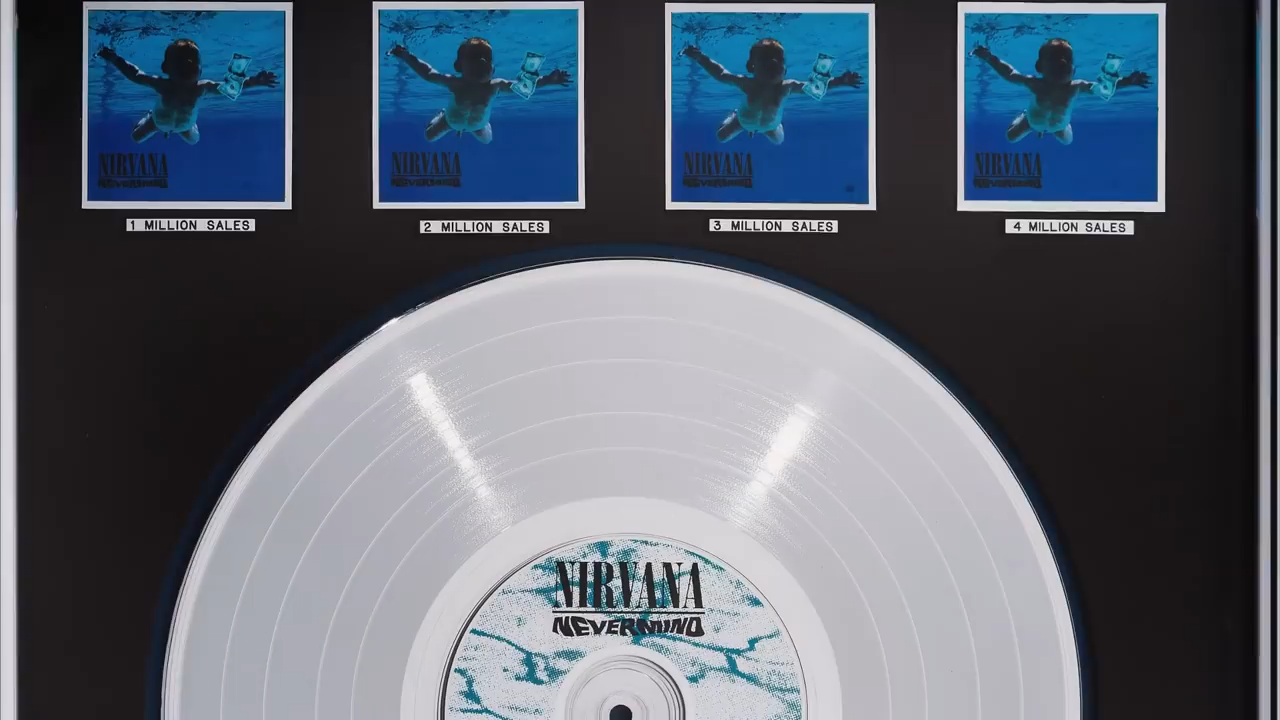 NIRVANA
NEVERMIND
NIRVANA
NEVERMIND
NIRVANA
NEVERMIND
NIRVANA
NEVERMIND
1 MILLION SALES
2 MILLION SALES
3 MILLION SALES
4 MILLION SALES
NIRVANA
NEVERMIND